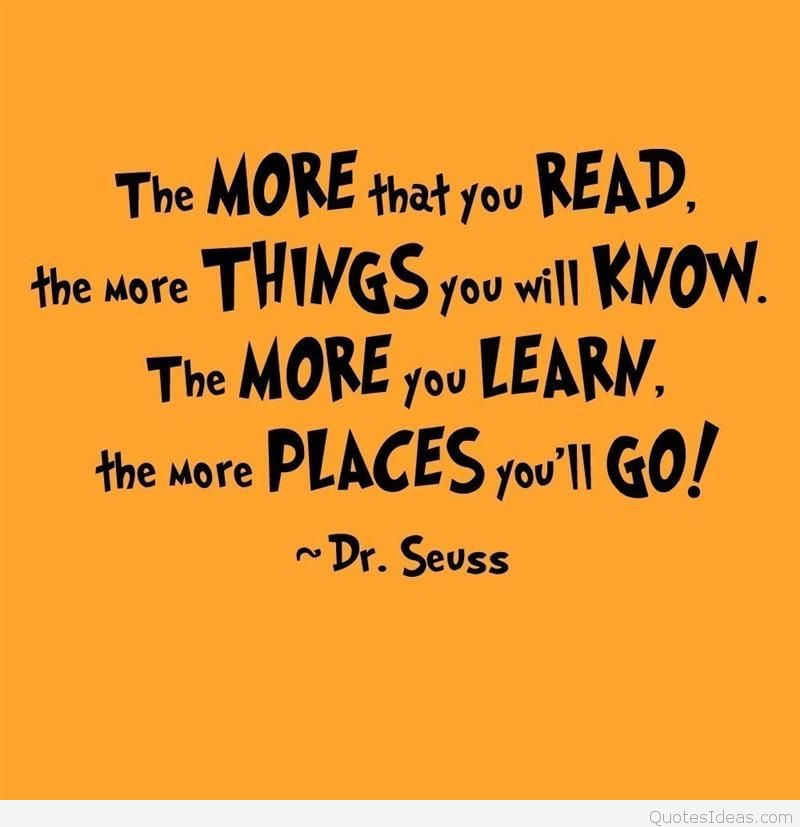 The MORE that you READ,
the more THINGS you will KNOW.
The MORE you LEARN,
the more PLACES you'll GO!
~ Dr. Seuss
QuotesIdeas.com